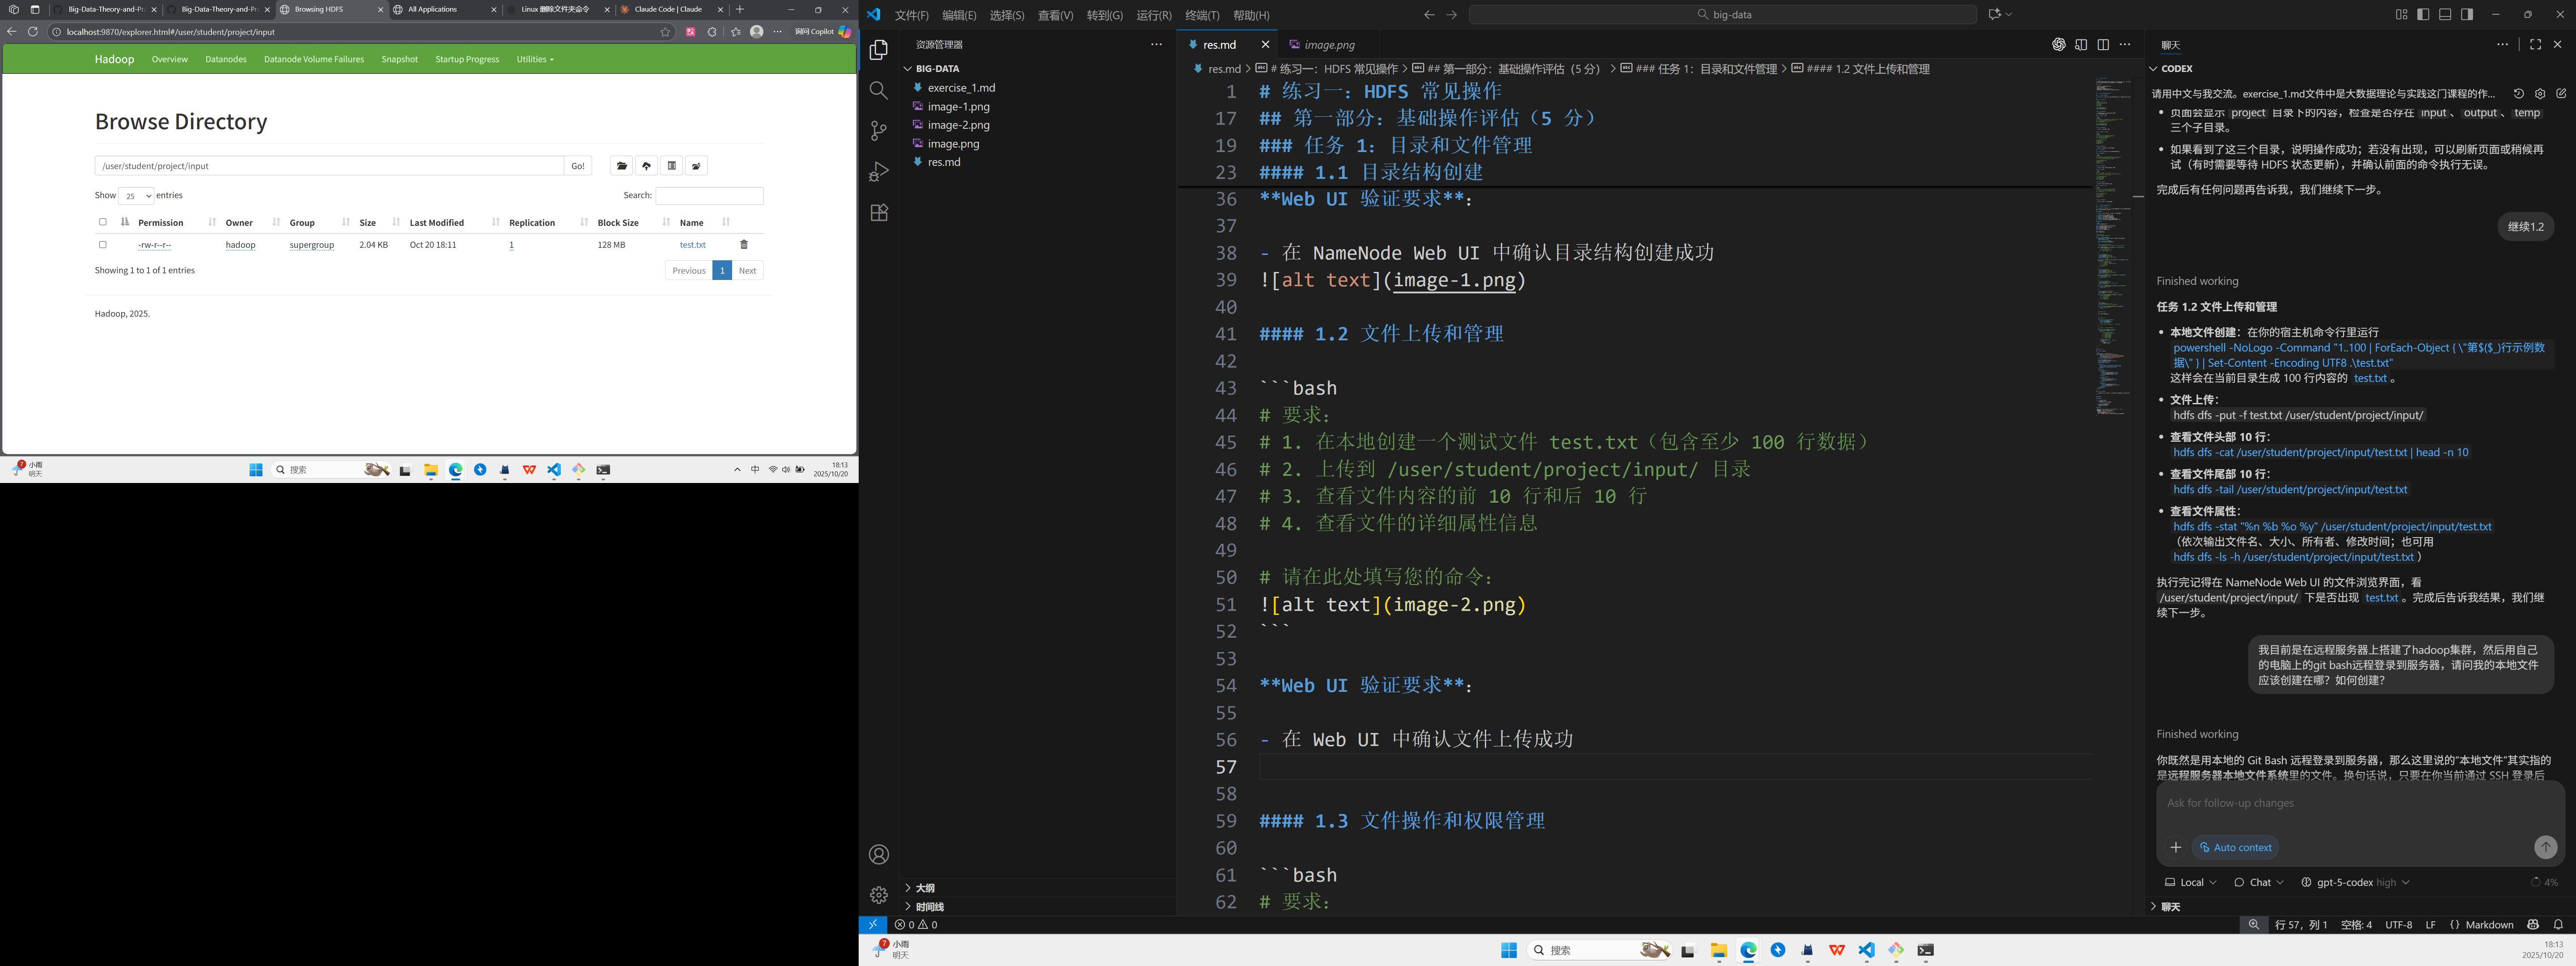 Big-Data-Theory-and-Pra
Big-Data-Theory-and-Pra
Browsing HDFS
All Applications
Linux 删除文件夹命令
Claude Code | Claude
localhost:9870/explorer.html#/user/student/project/input
询问 Copilot
Hadoop
Overview
Datanodes
Datanode Volume Failures
Snapshot
Startup Progress
Utilities
Browse Directory
/user/student/project/input
Go!
Show 25 entries
Search:
Permission Owner Group Size Last Modified Replication Block Size Name
-rw-r--r-- hadoop supergroup 2.04 KB Oct 20 18:11 1 128 MB test.txt
Showing 1 to 1 of 1 entries
Previous 1 Next
Hadoop, 2025.
7
小雨
明天
搜索
中
18:13
2025/10/20
文件(F) 编辑(E) 选择(S) 查看(V) 转到(G) 运行(R) 终端(T) 帮助(H)
big-data
资源管理器
BIG-DATA
exercise_1.md
image-1.png
image-2.png
image.png
res.md
大纲
时间线
res.md
image.png
res.md > # 练习一：HDFS 常见操作 > ## 第一部分：基础操作评估（5 分） > ### 任务 1：目录和文件管理 > #### 1.2 文件上传和管理
1 # 练习一：HDFS 常见操作
17 ## 第一部分：基础操作评估（5 分）
19 ### 任务 1：目录和文件管理
23 #### 1.1 目录结构创建
36 **Web UI 验证要求**：
37
38 - 在 NameNode Web UI 中确认目录结构创建成功
39 ![alt text](image-1.png)
40
41 #### 1.2 文件上传和管理
42
43 ```bash
44 # 要求：
45 # 1. 在本地创建一个测试文件 test.txt（包含至少 100 行数据）
46 # 2. 上传到 /user/student/project/input/ 目录
47 # 3. 查看文件内容的前 10 行和后 10 行
48 # 4. 查看文件的详细属性信息
49
50 # 请在此处填写您的命令：
51 ![alt text](image-2.png)
52 ```
53
54 **Web UI 验证要求**：
55
56 - 在 Web UI 中确认文件上传成功
57
58
59 #### 1.3 文件操作和权限管理
60
61 ```bash
62 # 要求：
聊天
CODEX
请用中文与我交流。exercise_1.md文件中是大数据理论与实践这门课程的作...
页面会显示 project 目录下的内容，检查是否存在 input 、 output 、 temp
三个子目录。
如果看到了这三个目录，说明操作成功；若没有出现，可以刷新页面或稍候再
试（有时需要等待 HDFS 状态更新），并确认前面的命令执行无误。
完成后有任何问题再告诉我，我们继续下一步。
继续1.2
Finished working
任务 1.2 文件上传和管理
本地文件创建：在你的宿主机命令行里运行
powershell -NoLogo -Command "1..100 | ForEach-Object { \"第$($_)行示例数
据\" } | Set-Content -Encoding UTF8 .\test.txt"
这样会在当前目录生成 100 行内容的 test.txt 。
文件上传：
hdfs dfs -put -f test.txt /user/student/project/input/
查看文件头部 10 行：
hdfs dfs -cat /user/student/project/input/test.txt | head -n 10
查看文件尾部 10 行：
hdfs dfs -tail /user/student/project/input/test.txt
查看文件属性：
hdfs dfs -stat "%n %b %o %y" /user/student/project/input/test.txt
（依次输出文件名、大小、所有者、修改时间；也可用
hdfs dfs -ls -h /user/student/project/input/test.txt ）
执行完记得在 NameNode Web UI 的文件浏览界面，看
/user/student/project/input/ 下是否出现 test.txt 。完成后告诉我结果，我们继
续下一步。
我目前是在远程服务器上搭建了hadoop集群，然后用自己
的电脑上的git bash远程登录到服务器，请问我的本地文件
应该创建在哪？如何创建？
Finished working
你既然是用本地的 Git Bash 远程登录到服务器，那么这里说的“本地文件”其实指的
是远程服务器本地文件系统里的文件。换句话说，只要在你当前通过 SSH 登录后
Ask for follow-up changes
Auto context
Local
Chat
gpt-5-codex high
4%
聊天
0 0
行 57，列 1
空格: 4
UTF-8
LF
{} Markdown
7
小雨
明天
搜索
18:13
2025/10/20